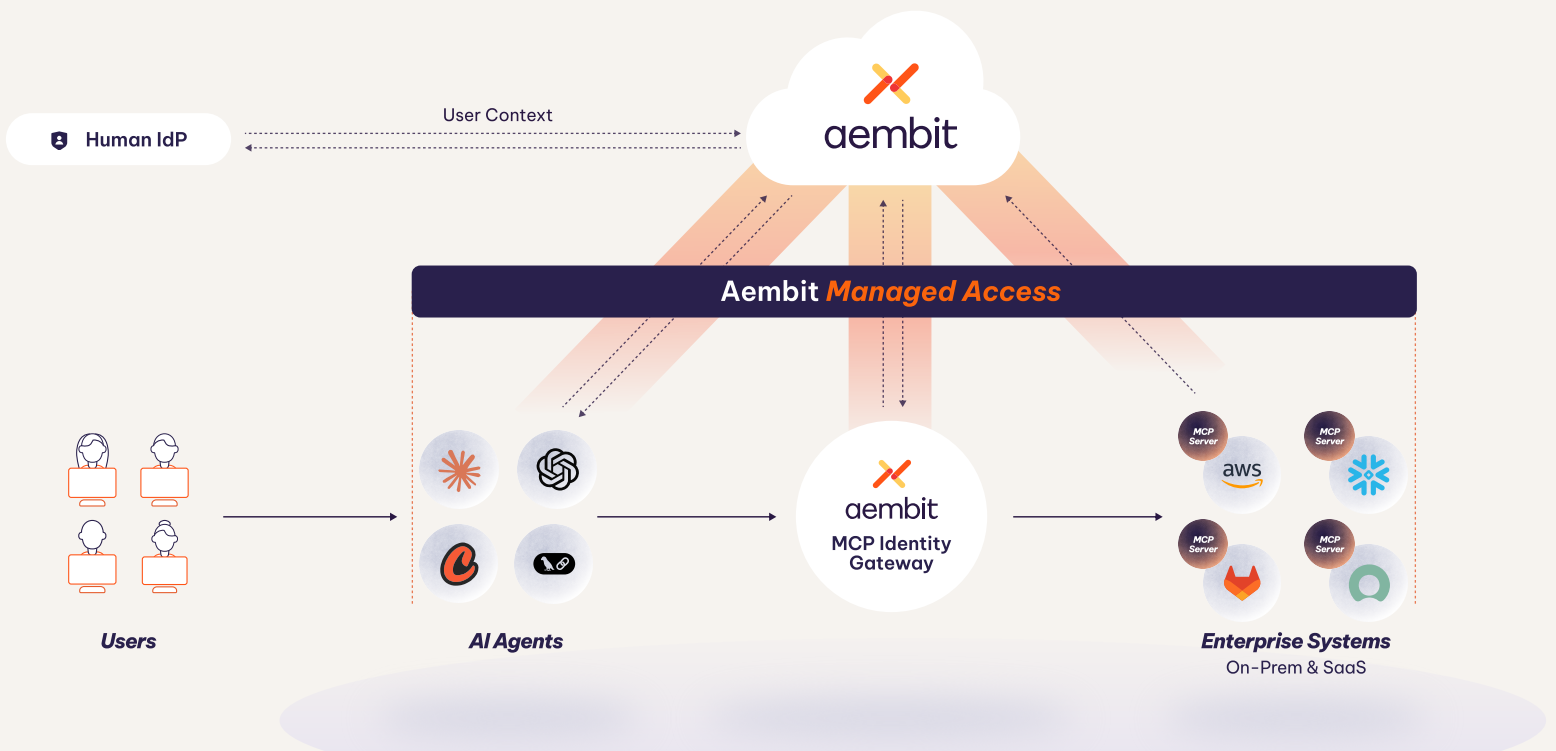 aembit
User Context
Human IdP
Aembit Managed Access
MCP
Server
aws
MCP
Server
MCP
Server
MCP
Server
aembit
MCP Identity
Gateway
Users
AI Agents
Enterprise Systems
On-Prem & SaaS